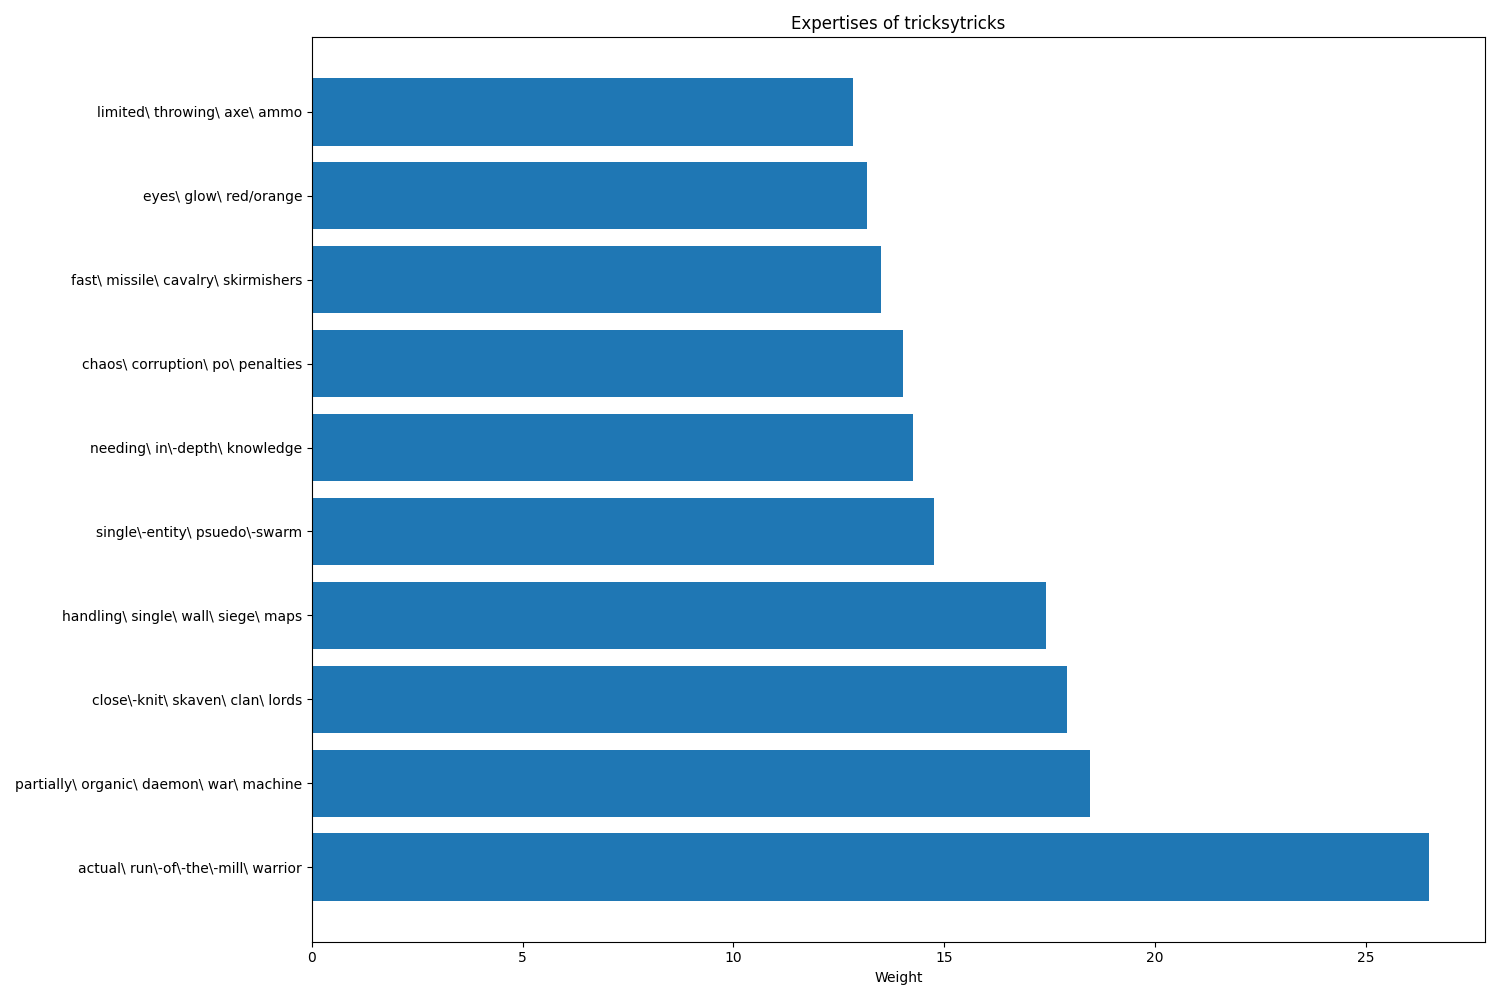 Expertises of tricksytricks
limited\ throwing\ axe\ ammo
eyes\ glow\ red/orange
fast\ missile\ cavalry\ skirmishers
chaos\ corruption\ po\ penalties
needing\ in\-depth\ knowledge
single\-entity\ psuedo\-swarm
handling\ single\ wall\ siege\ maps
close\-knit\ skaven\ clan\ lords
partially\ organic\ daemon\ war\ machine
actual\ run\-of\-the\-mill\ warrior
0 5 10 15 20 25
Weight